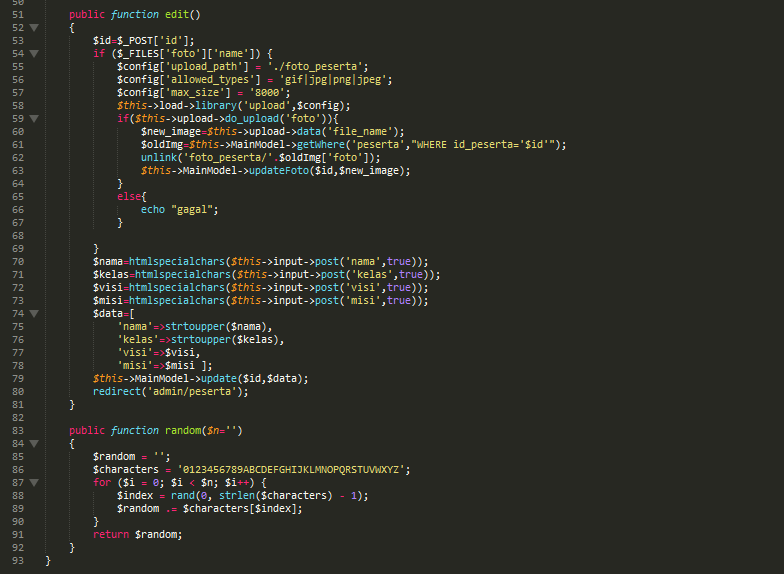 50
51 public function edit()
52 {
53 $id=$_POST['id'];
54 if ($_FILES['foto']['name']) {
55 $config['upload_path'] = './foto_peserta';
56 $config['allowed_types'] = 'gif|jpg|png|jpeg';
57 $config['max_size'] = '8000';
58 $this->load->library('upload',$config);
59 if($this->upload->do_upload('foto')){
60 $new_image=$this->upload->data('file_name');
61 $oldImg=$this->MainModel->getWhere('peserta',"WHERE id_peserta='$id'");
62 unlink('foto_peserta/'.$oldImg['foto']);
63 $this->MainModel->updateFoto($id,$new_image);
64 }
65 else{
66 echo "gagal";
67 }
68
69 }
70 $nama=htmlspecialchars($this->input->post('nama',true));
71 $kelas=htmlspecialchars($this->input->post('kelas',true));
72 $visi=htmlspecialchars($this->input->post('visi',true));
73 $misi=htmlspecialchars($this->input->post('misi',true));
74 $data=[
75 'nama'=>strtoupper($nama),
76 'kelas'=>strtoupper($kelas),
77 'visi'=>$visi,
78 'misi'=>$misi ];
79 $this->MainModel->update($id,$data);
80 redirect('admin/peserta');
81 }
82
83 public function random($n='')
84 {
85 $random = '';
86 $characters = '0123456789ABCDEFGHIJKLMNOPQRSTUVWXYZ';
87 for ($i = 0; $i < $n; $i++) {
88 $index = rand(0, strlen($characters) - 1);
89 $random .= $characters[$index];
90 }
91 return $random;
92 }
93 }